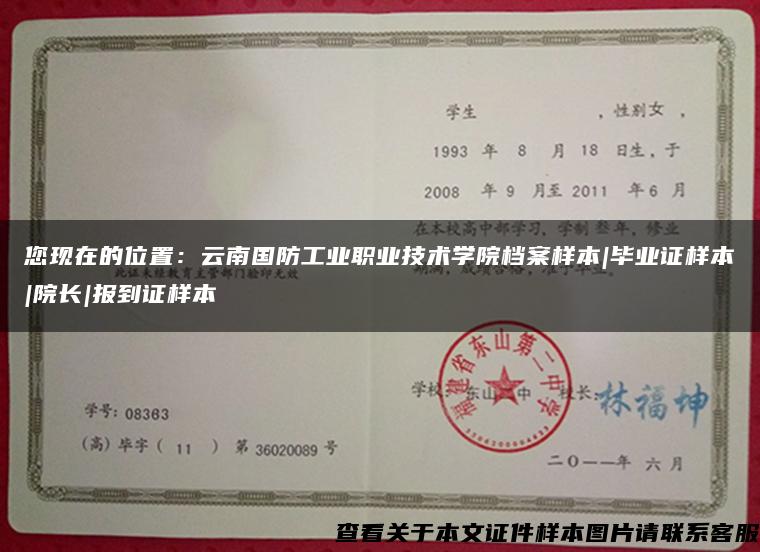 学生 ，性别女 ，
1993 年 8 月 18 日生，于
2008 年 9 月至 2011 年 6 月
在本校高中部学习，学制叁年，修业
期满，成绩合格，准予毕业。
您现在的位置：云南国防工业职业技术学院档案样本|毕业证样本
|院长|报到证样本
此证未经教育主管部门验印无效
福建省东山第二中学
学校：东山二中 校长：林福坤
学号：08363
(高) 毕字 ( 11 ) 第 36020089 号
二〇一一年 六 月
查看关于本文证件样本图片请联系客服